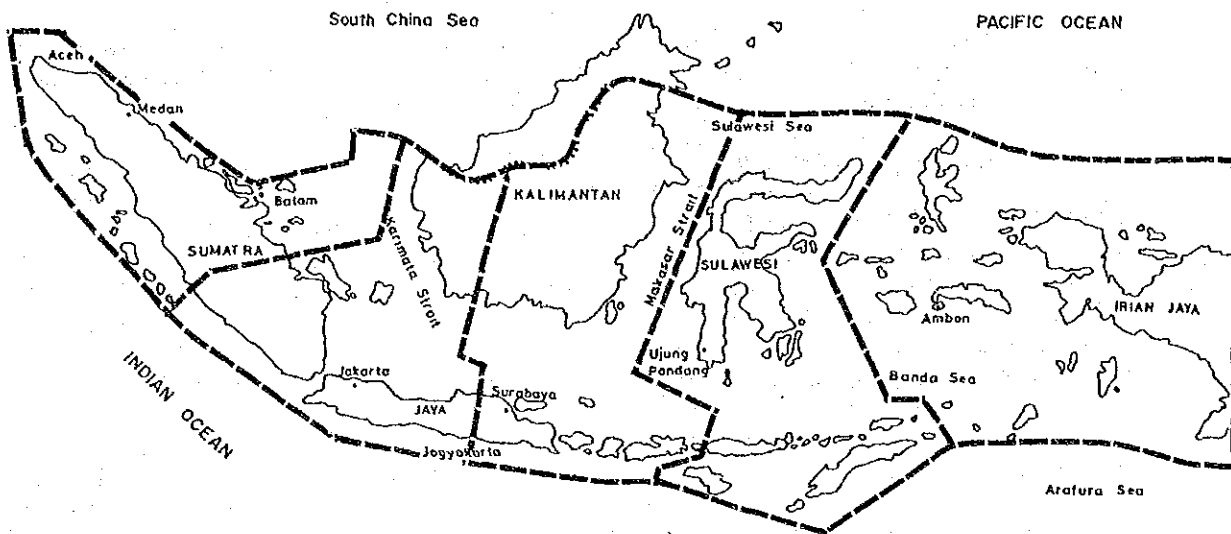 South China Sea
PACIFIC OCEAN
Aceh
Medan
Sulawesi Sea
Batam
KALIMANTAN
Karimata Strait
Makasar Strait
SUMATRA
SULAWESI
Ambon
IRIAN JAYA
Ujung
Pandang
INDIAN OCEAN
Jakarta
JAYA
Surabaya
Banda Sea
Jogyakarta
Arafura Sea